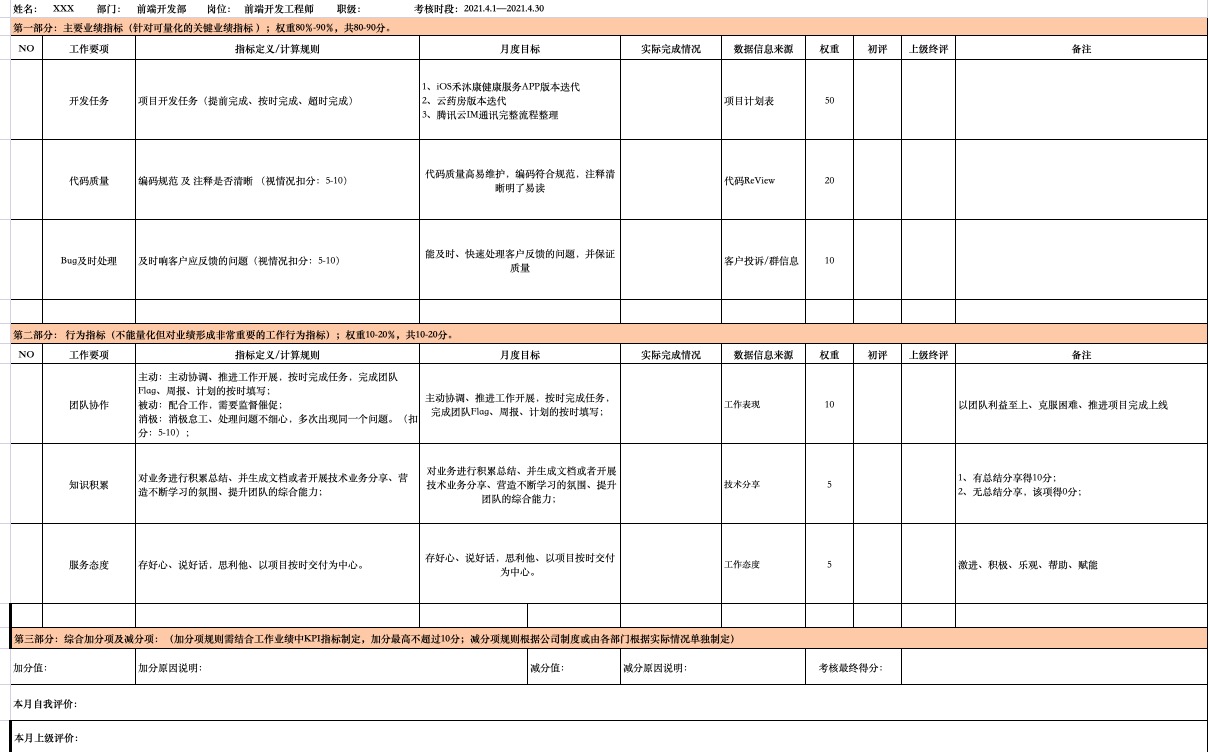 姓名： XXX 部门： 前端开发部 岗位： 前端开发工程师 职级： 考核时段：2021.4.1—2021.4.30
第一部分：主要业绩指标（针对可量化的关键业绩指标 ）；权重80%-90%，共80-90分。
NO 工作要项 指标定义/计算规则 月度目标 实际完成情况 数据信息来源 权重 初评 上级终评 备注
开发任务 项目开发任务（提前完成、按时完成、超时完成） 1、iOS禾沐康健康服务APP版本迭代
2、云药房版本迭代
3、腾讯云IM通讯完整流程整理
项目计划表 50
代码质量 编码规范 及 注释是否清晰 （视情况扣分：5-10） 代码质量高易维护，编码符合规范，注释清
晰明了易读
代码ReView 20
Bug及时处理 及时响客户应反馈的问题（视情况扣分：5-10） 能及时、快速处理客户反馈的问题，并保证
质量
客户投诉/群信息 10
第二部分： 行为指标（不能量化但对业绩形成非常重要的工作行为指标）；权重10-20%，共10-20分。
NO 工作要项 指标定义/计算规则 月度目标 实际完成情况 数据信息来源 权重 初评 上级终评 备注
团队协作 主动：主动协调、推进工作开展，按时完成任务，完成团队
Flag、周报、计划的按时填写；
被动：配合工作，需要监督催促；
消极：消极怠工、处理问题不细心，多次出现同一个问题。（扣
分：5-10）；
主动协调、推进工作开展，按时完成任务，
完成团队Flag、周报、计划的按时填写；
工作表现 10 以团队利益至上、克服困难、推进项目完成上线
知识积累 对业务进行积累总结、并生成文档或者开展技术业务分享、营
造不断学习的氛围、提升团队的综合能力；
对业务进行积累总结、并生成文档或者开展
技术业务分享、营造不断学习的氛围、提升
团队的综合能力；
技术分享 5 1、有总结分享得10分；
2、无总结分享，该项得0分；
服务态度 存好心、说好话，思利他、以项目按时交付为中心。 存好心、说好话，思利他、以项目按时交付
为中心。
工作态度 5 激进、积极、乐观、帮助、赋能
第三部分：综合加分项及减分项：（加分项规则需结合工作业绩中KPI指标制定，加分最高不超过10分；减分项规则根据公司制度或由各部门根据实际情况单独制定）
加分值： 加分原因说明： 减分值： 减分原因说明： 考核最终得分：
本月自我评价：
本月上级评价：